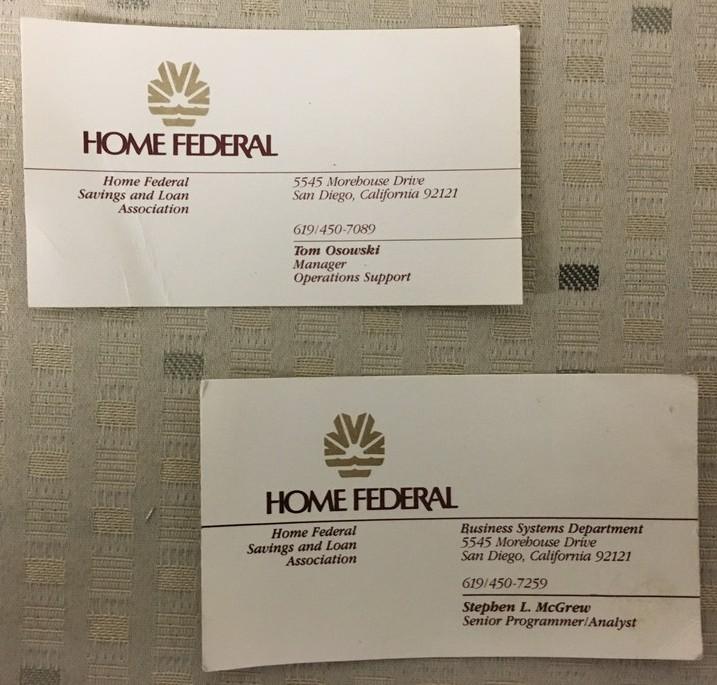 HOME FEDERAL
Home Federal
Savings and Loan
Association
5545 Morehouse Drive
San Diego, California 92121
619/450-7089
Tom Osowski
Manager
Operations Support
HOME FEDERAL
Home Federal
Savings and Loan
Association
Business Systems Department
5545 Morehouse Drive
San Diego, California 92121
619/450-7259
Stephen L. McGrew
Senior Programmer/Analyst